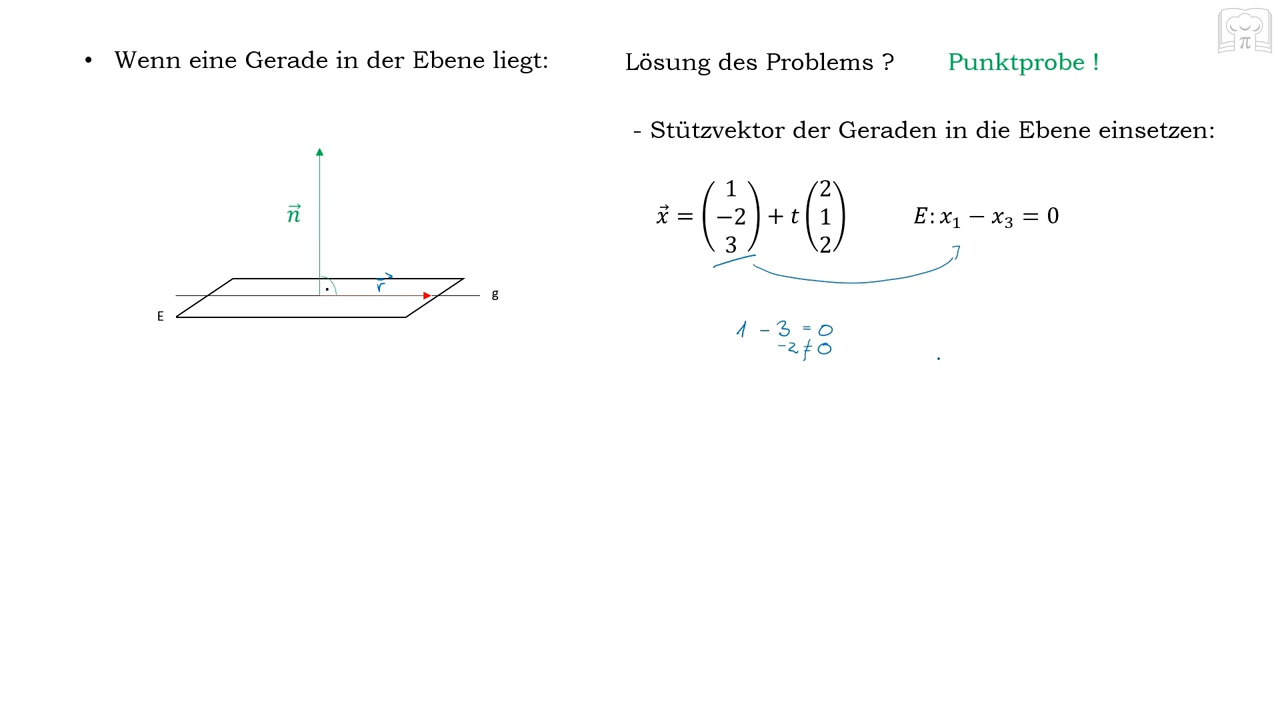 • Wenn eine Gerade in der Ebene liegt:
Lösung des Problems ? Punktprobe !
- Stützvektor der Geraden in die Ebene einsetzen:
n⃗
r⃗
g
E
x⃗ = (1 −2 3) + t (2 1 2) E: x₁ − x₃ = 0
1 - 3 = 0
-2 ≠ 0
π